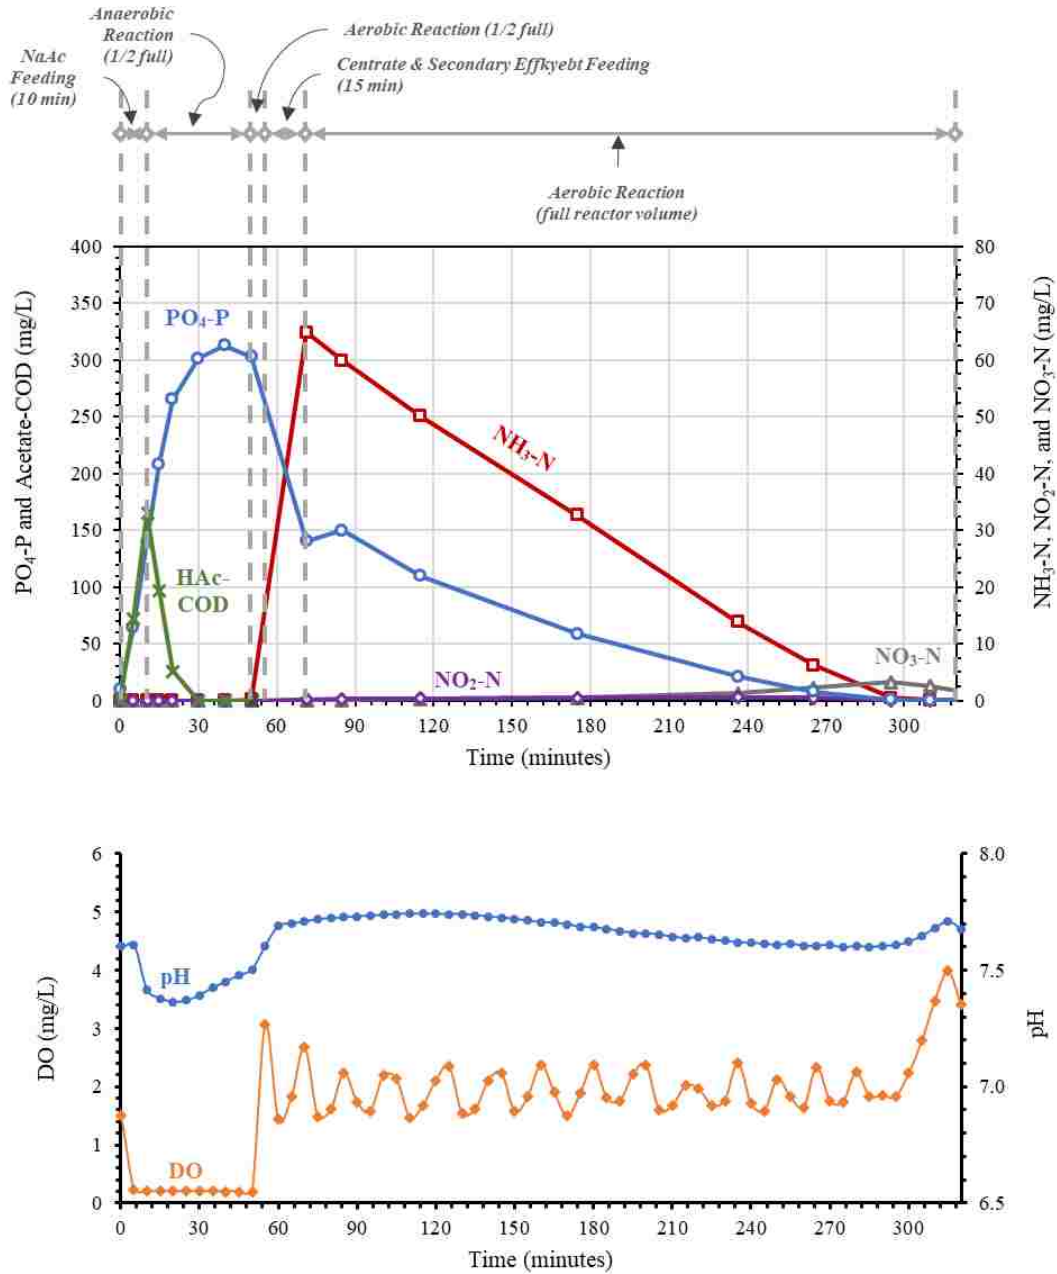 Anaerobic
Reaction
(1/2 full)
Aerobic Reaction (1/2 full)
NaAc
Feeding
(10 min)
Centrate & Secondary Effkyebt Feeding
(15 min)
Aerobic Reaction
(full reactor volume)
PO₄-P and Acetate-COD (mg/L)
400
350
300
250
200
150
100
50
0
80
70
60
50
40
30
20
10
0
NH₃-N, NO₂-N, and NO₃-N (mg/L)
PO₄-P
NH₃-N
HAc-
COD
NO₂-N
NO₃-N
0 30 60 90 120 150 180 210 240 270 300
Time (minutes)
DO (mg/L)
6
5
4
3
2
1
0
8.0
7.5
7.0
6.5
pH
pH
DO
0 30 60 90 120 150 180 210 240 270 300
Time (minutes)